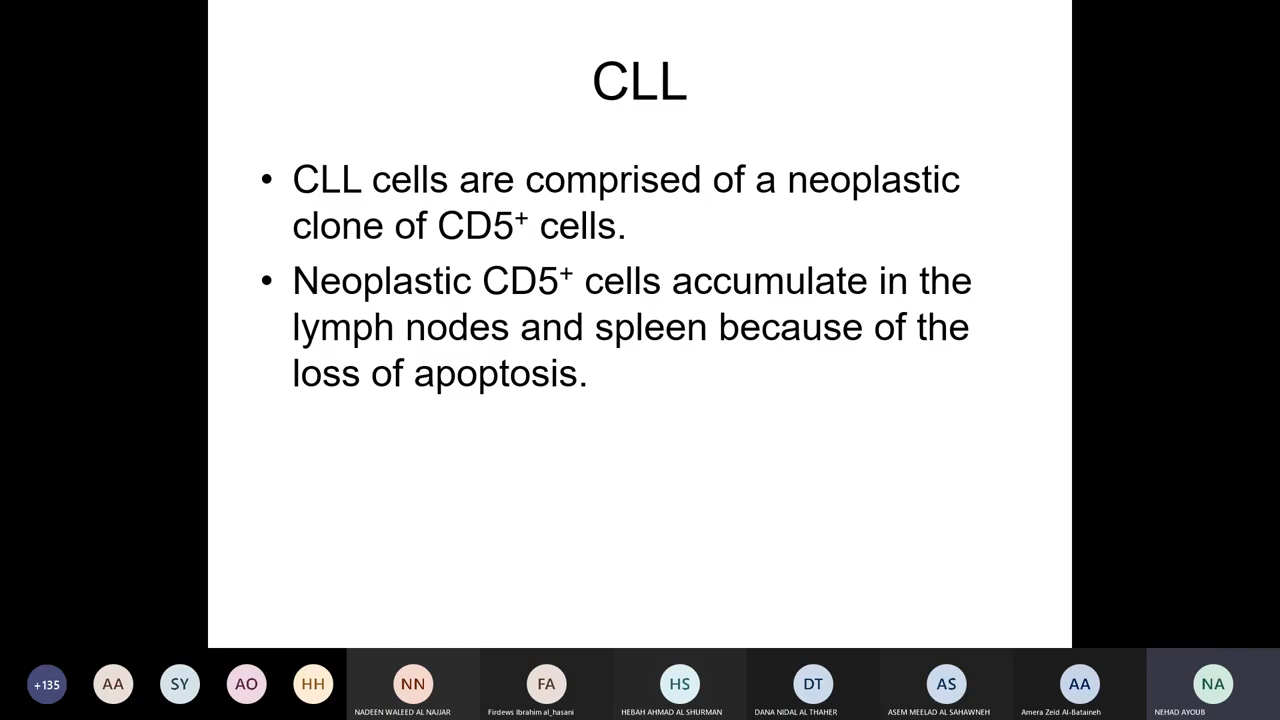 CLL
• CLL cells are comprised of a neoplastic
clone of CD5⁺ cells.
• Neoplastic CD5⁺ cells accumulate in the
lymph nodes and spleen because of the
loss of apoptosis.
+135 AA SY AO HH NN FA HS DT AS AA NA
NADEEN WALEED AL NAJJAR Firdews Ibrahim al_hasani HEBAH AHMAD AL SHURMAN DANA NIDAL AL THAHER ASEM MEELAD AL SAHAWNEH Amera Zeid Al-Bataineh NEHAD AYOUB